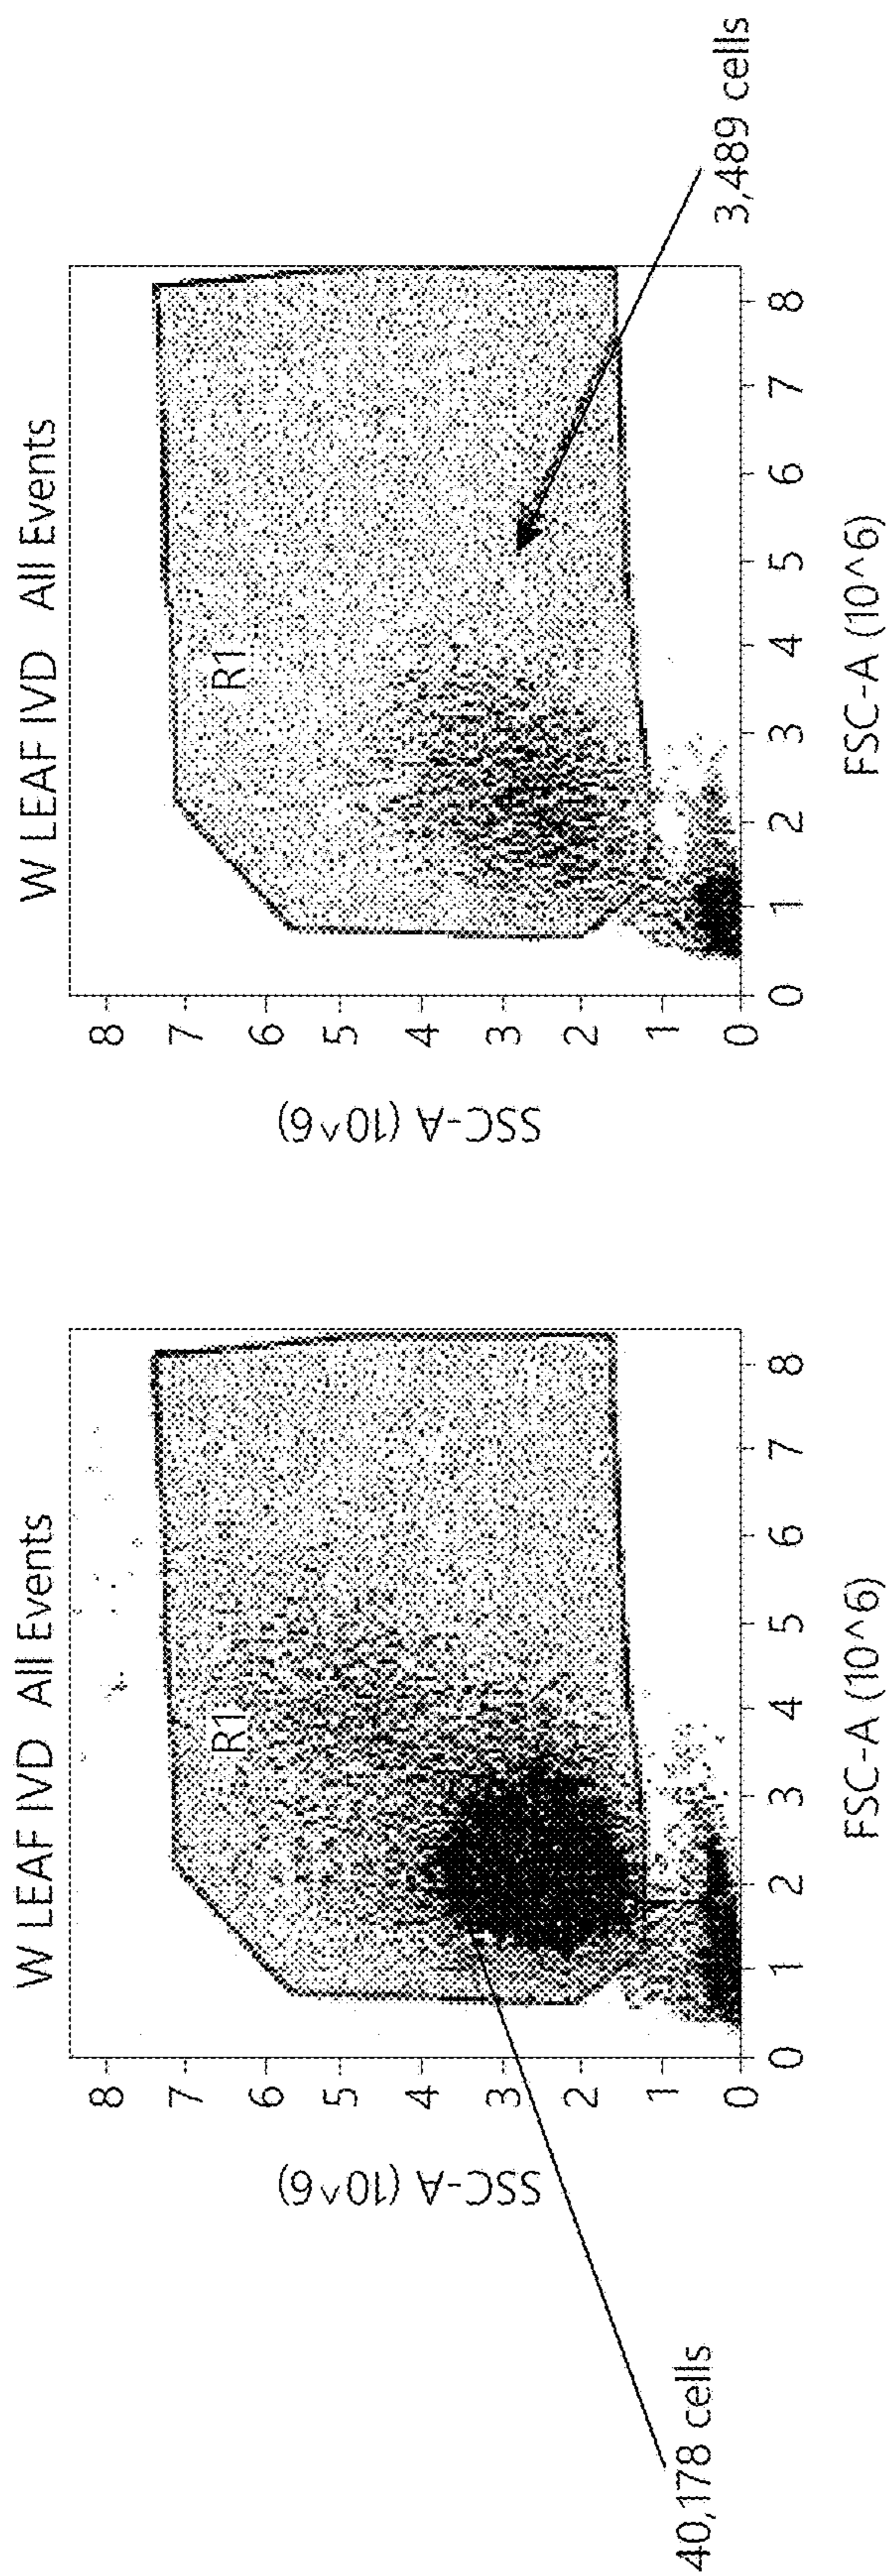 W LEAF IVD All Events
8
7
6
5
4
3
2
1
0
SSC-A (10^6)
R1
0 1 2 3 4 5 6 7 8
FSC-A (10^6)
40,178 cells
W LEAF IVD All Events
8
7
6
5
4
3
2
1
0
SSC-A (10^6)
R1
0 1 2 3 4 5 6 7 8
FSC-A (10^6)
3,489 cells